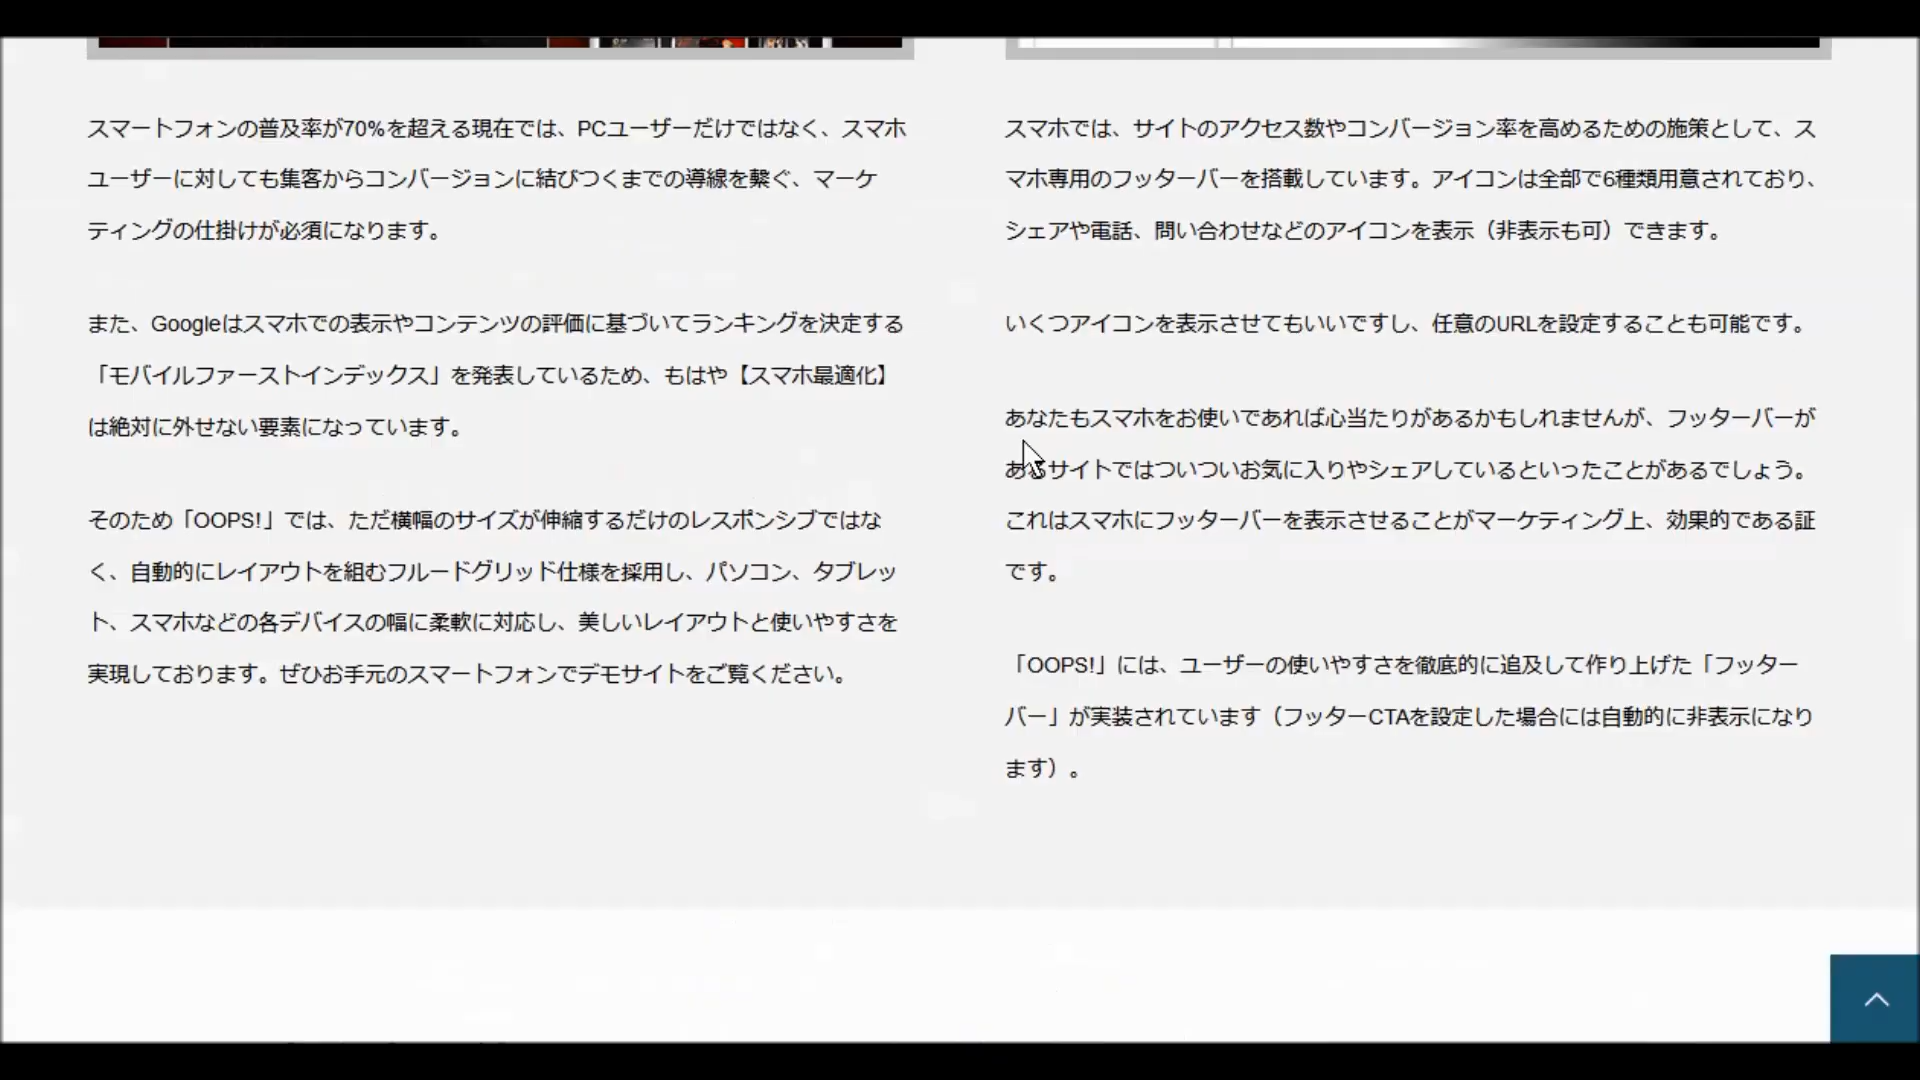 スマートフォンの普及率が70%を超える現在では、PCユーザーだけではなく、スマホ
ユーザーに対しても集客からコンバージョンに結びつくまでの導線を繋ぐ、マーケ
ティングの仕掛けが必須になります。
また、Googleはスマホでの表示やコンテンツの評価に基づいてランキングを決定する
「モバイルファーストインデックス」を発表しているため、もはや【スマホ最適化】
は絶対に外せない要素になっています。
そのため「OOPS!」では、ただ横幅のサイズが伸縮するだけのレスポンシブではな
く、自動的にレイアウトを組むフルードグリッド仕様を採用し、パソコン、タブレッ
ト、スマホなどの各デバイスの幅に柔軟に対応し、美しいレイアウトと使いやすさを
実現しております。ぜひお手元のスマートフォンでデモサイトをご覧ください。
スマホでは、サイトのアクセス数やコンバージョン率を高めるための施策として、ス
マホ専用のフッターバーを搭載しています。アイコンは全部で6種類用意されており、
シェアや電話、問い合わせなどのアイコンを表示（非表示も可）できます。
いくつアイコンを表示させてもいいですし、任意のURLを設定することも可能です。
あなたもスマホをお使いであれば心当たりがあるかもしれませんが、フッターバーが
あるサイトではついついお気に入りやシェアしているといったことがあるでしょう。
これはスマホにフッターバーを表示させることがマーケティング上、効果的である証
です。
「OOPS!」には、ユーザーの使いやすさを徹底的に追及して作り上げた「フッター
バー」が実装されています（フッターCTAを設定した場合には自動的に非表示になり
ます）。